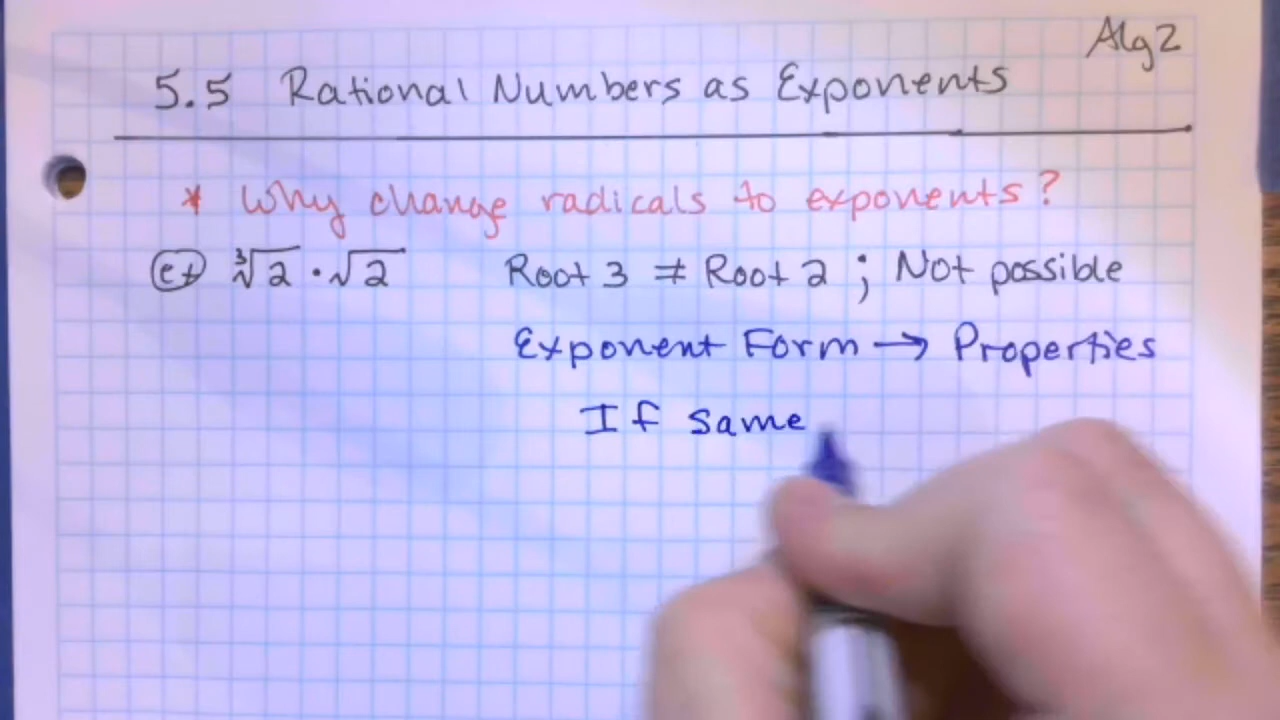 Alg 2
5.5 Rational Numbers as Exponents
* Why change radicals to exponents?
ex ∛2 · √2 Root 3 ≠ Root 2 ; Not possible
Exponent Form → Properties
If same